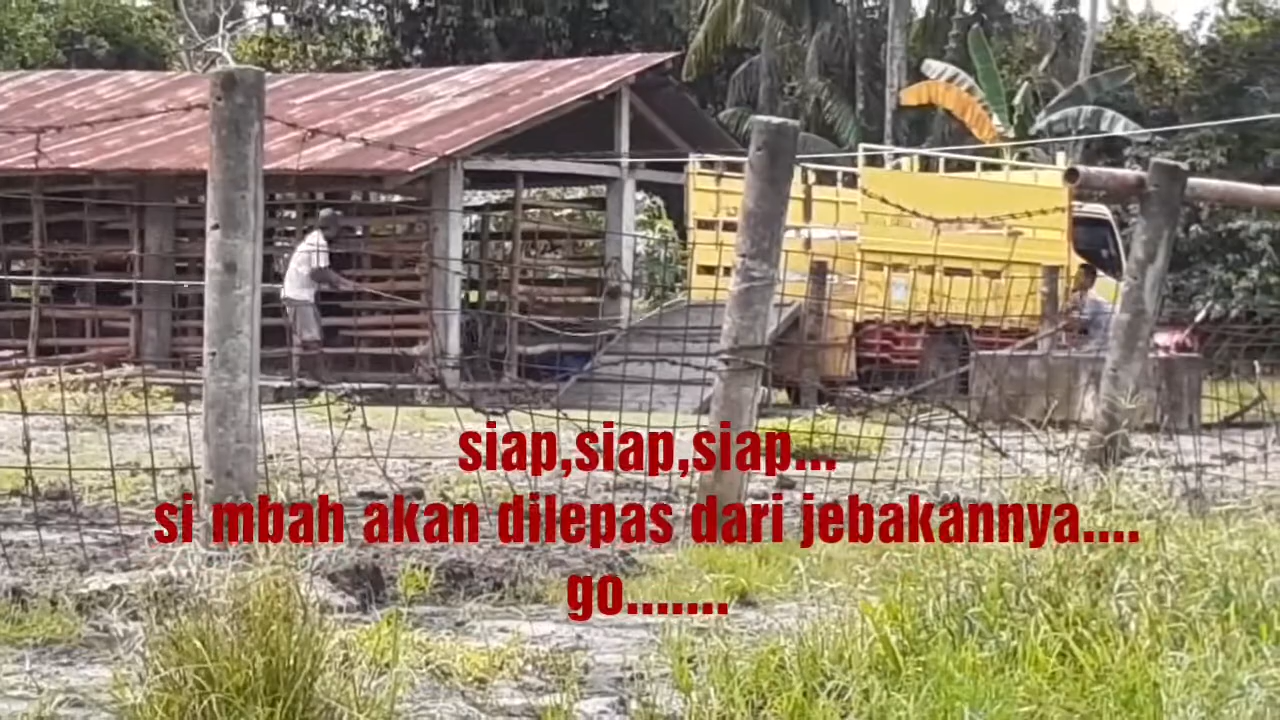 siap,siap,siap...
si mbah akan dilepas dari jebakannya....
go.......